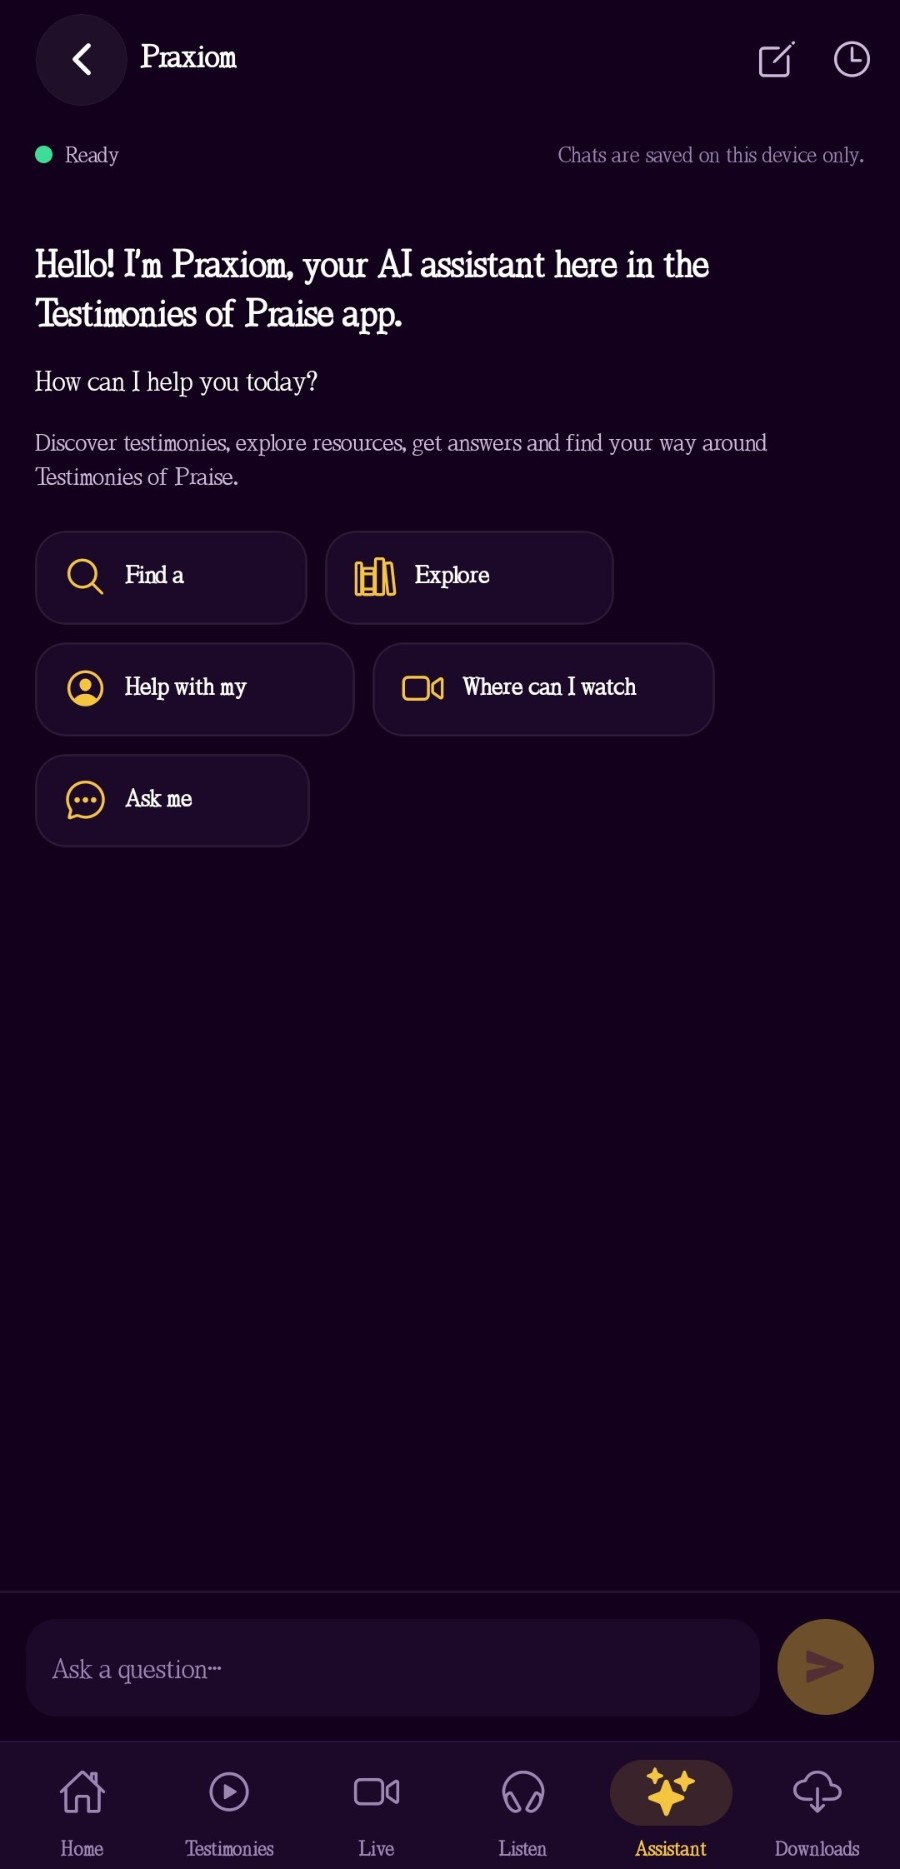 Praxiom
Ready
Chats are saved on this device only.
Hello! I'm Praxiom, your AI assistant here in the
Testimonies of Praise app.
How can I help you today?
Discover testimonies, explore resources, get answers and find your way around
Testimonies of Praise.
Find a
Explore
Help with my
Where can I watch
Ask me
Ask a question...
Home
Testimonies
Live
Listen
Assistant
Downloads